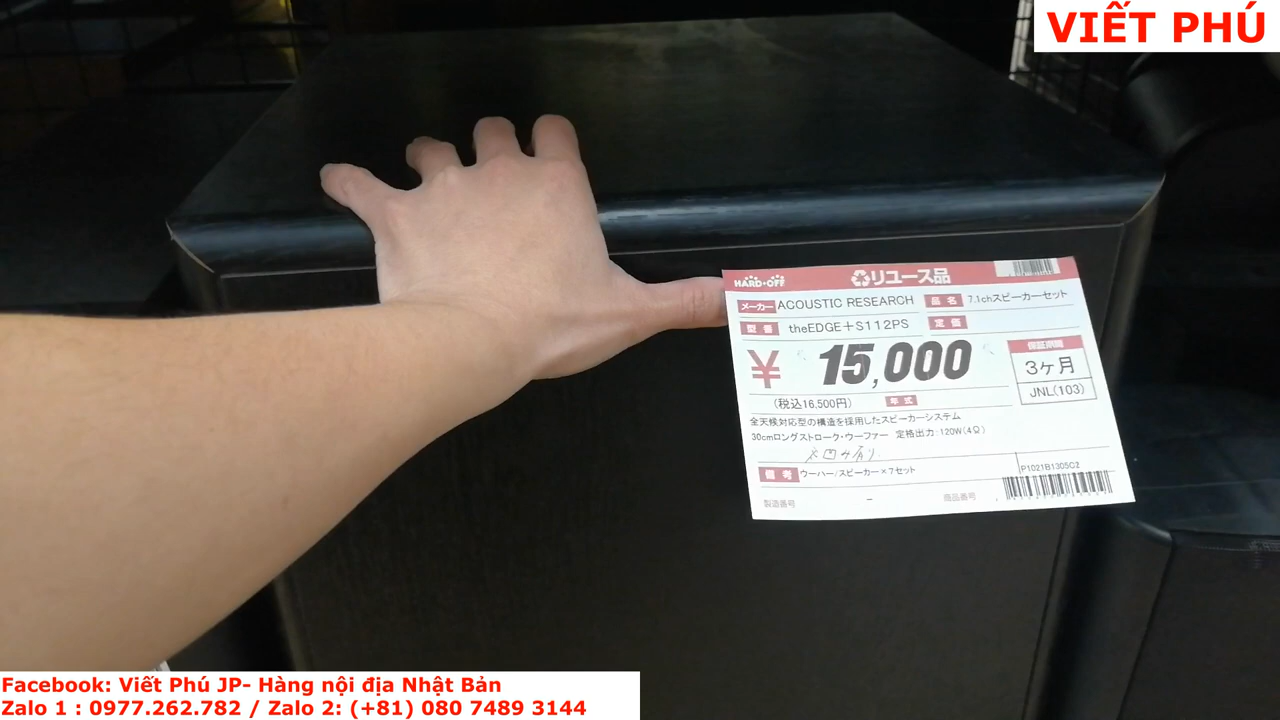 VIẾT PHÚ
HARD・OFF リユース品
メーカー ACOUSTIC RESEARCH 品名 7.1chスピーカーセット
型番 theEDGE+S112PS 定価
¥ 15,000 保証期間
3ヶ月
(税込16,500円) 年式 JNL(103)
全天候対応型の構造を採用したスピーカーシステム
30cmロングストローク・ウーファー 定格出力:120W(4Ω)
備考 ウーハー/スピーカー×7セット P1021B1305C2
製造番号 - 商品番号
Facebook: Viết Phú JP- Hàng nội địa Nhật Bản
Zalo 1 : 0977.262.782 / Zalo 2: (+81) 080 7489 3144